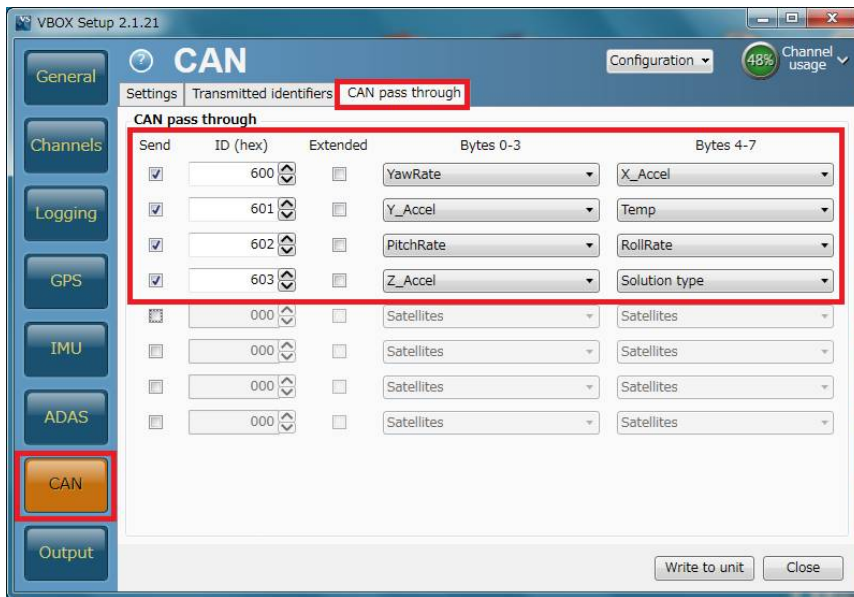 VBOX Setup 2.1.21
General
CAN
Configuration
48%
Channel usage
Settings
Transmitted identifiers
CAN pass through
CAN pass through
Channels
Send ID (hex) Extended Bytes 0-3 Bytes 4-7
600 YawRate X_Accel
Logging
601 Y_Accel Temp
602 PitchRate RollRate
GPS
603 Z_Accel Solution type
000 Satellites Satellites
IMU
000 Satellites Satellites
000 Satellites Satellites
ADAS
000 Satellites Satellites
CAN
Output
Write to unit
Close